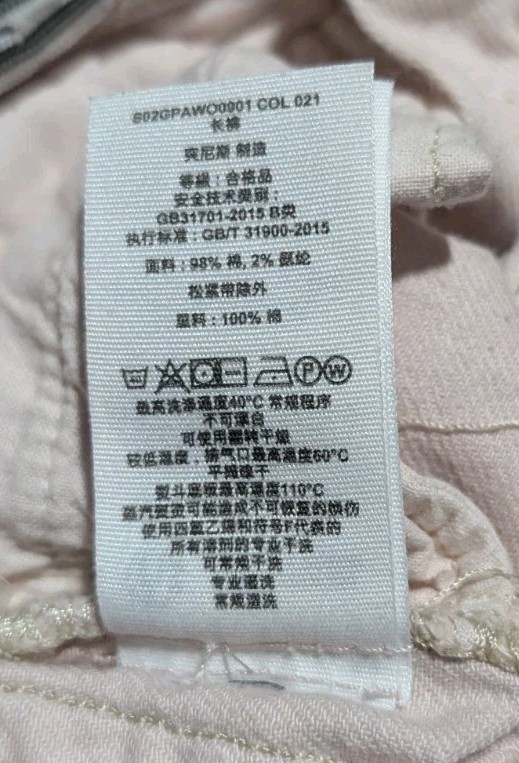 S02GPAWO0901 COL 021
长裤
突尼斯 制造
等级：合格品
安全技术类别：
GB31701-2015 B类
执行标准：GB/T 31900-2015
面料：98% 棉, 2% 氨纶
松紧带除外
里料：100% 棉
P W
最高洗涤温度40°C 常规程序
不可漂白
可使用翻转干燥
较低温度，排气口最高温度60°C
平摊晾干
熨斗底板最高温度110°C
蒸汽熨烫可能造成不可恢复的损伤
使用四氯乙烯和符号F代表的
所有溶剂的专业干洗
可常规干洗
专业湿洗
常规湿洗